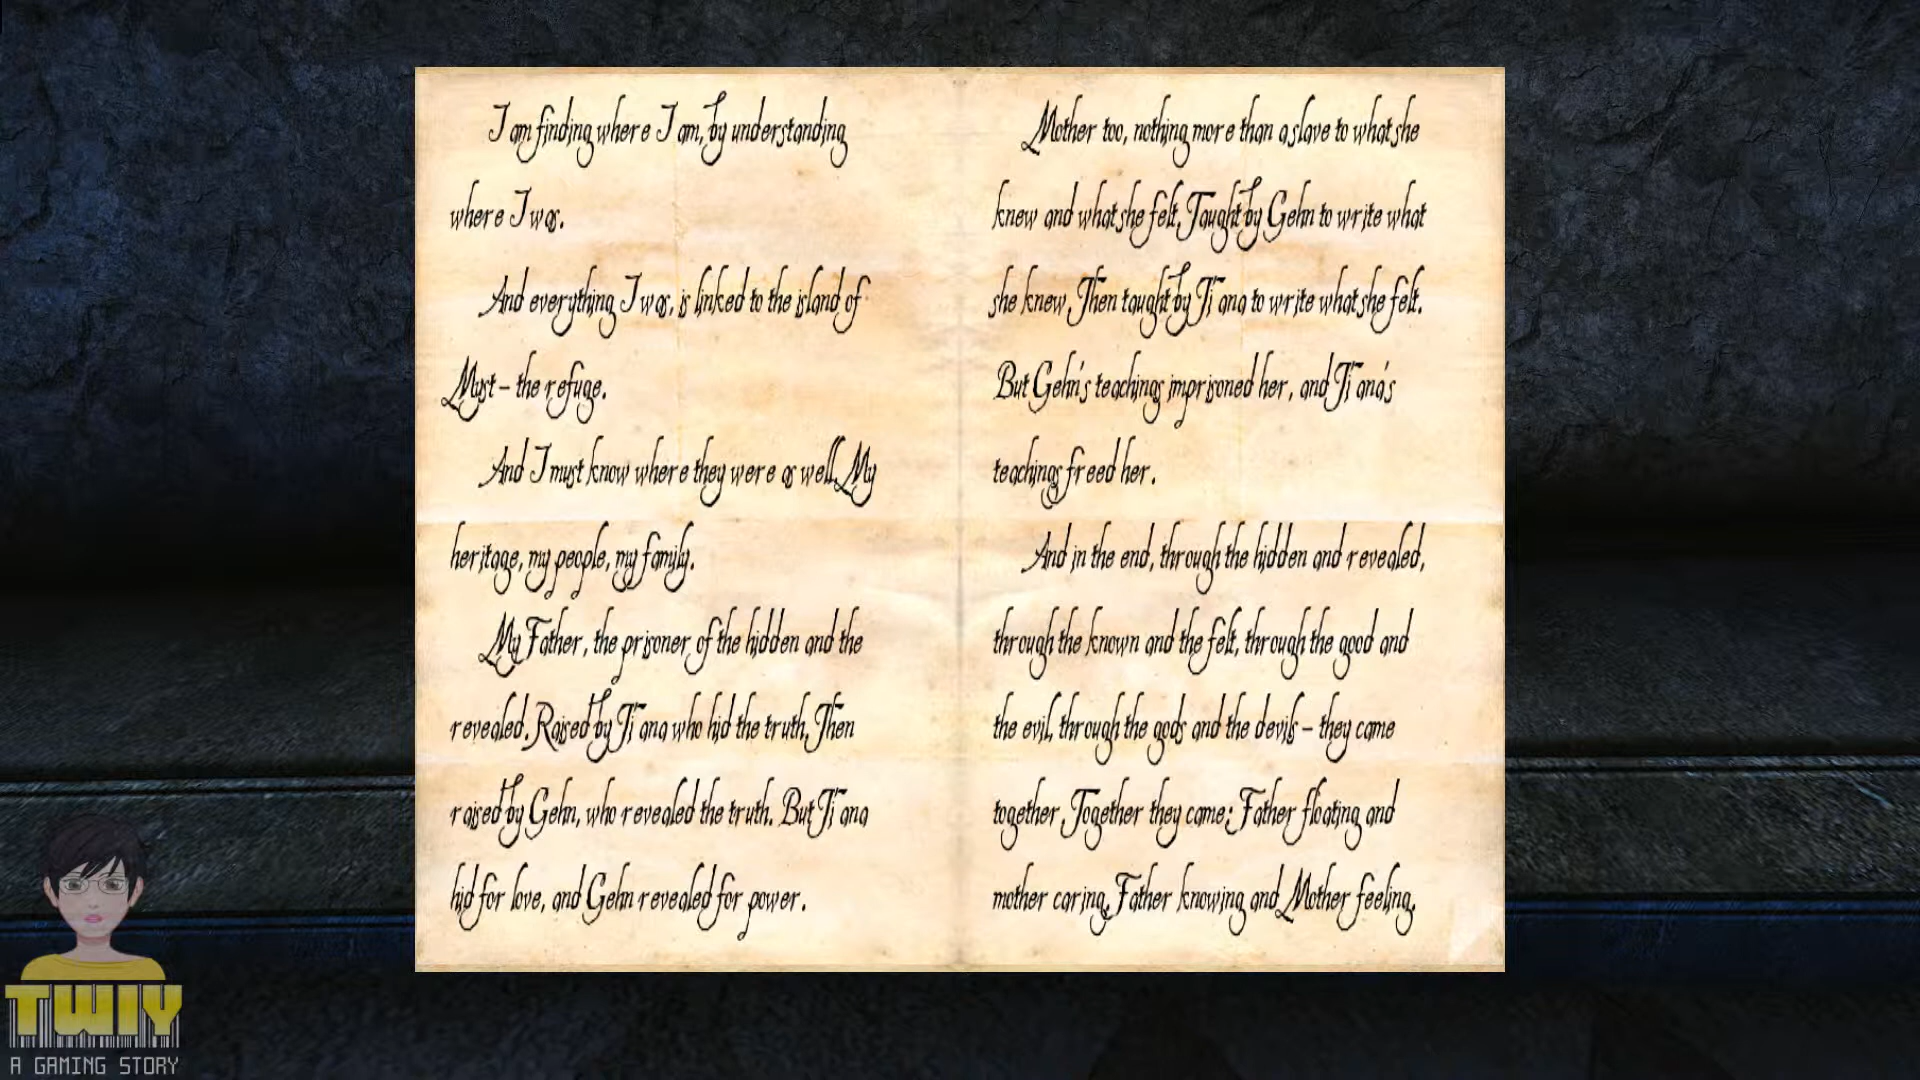 I am finding where I am, by understanding
where I was.
And everything I was, is linked to the island of
Myst – the refuge.
And I must know where they were as well. My
heritage, my people, my family.
My Father, the prisoner of the hidden and the
revealed. Raised by Ti'ana who hid the truth. Then
raised by Gehn, who revealed the truth. But Ti'ana
hid for love, and Gehn revealed for power.
Mother too, nothing more than a slave to what she
knew and what she felt. Taught by Gehn to write what
she knew. Then taught by Ti'ana to write what she felt.
But Gehn's teachings imprisoned her, and Ti'ana's
teachings freed her.
And in the end, through the hidden and revealed,
through the known and the felt, through the good and
the evil, through the gods and the devils – they came
together. Together they came: Father floating and
mother caring. Father knowing and Mother feeling.
TWIY
A GAMING STORY